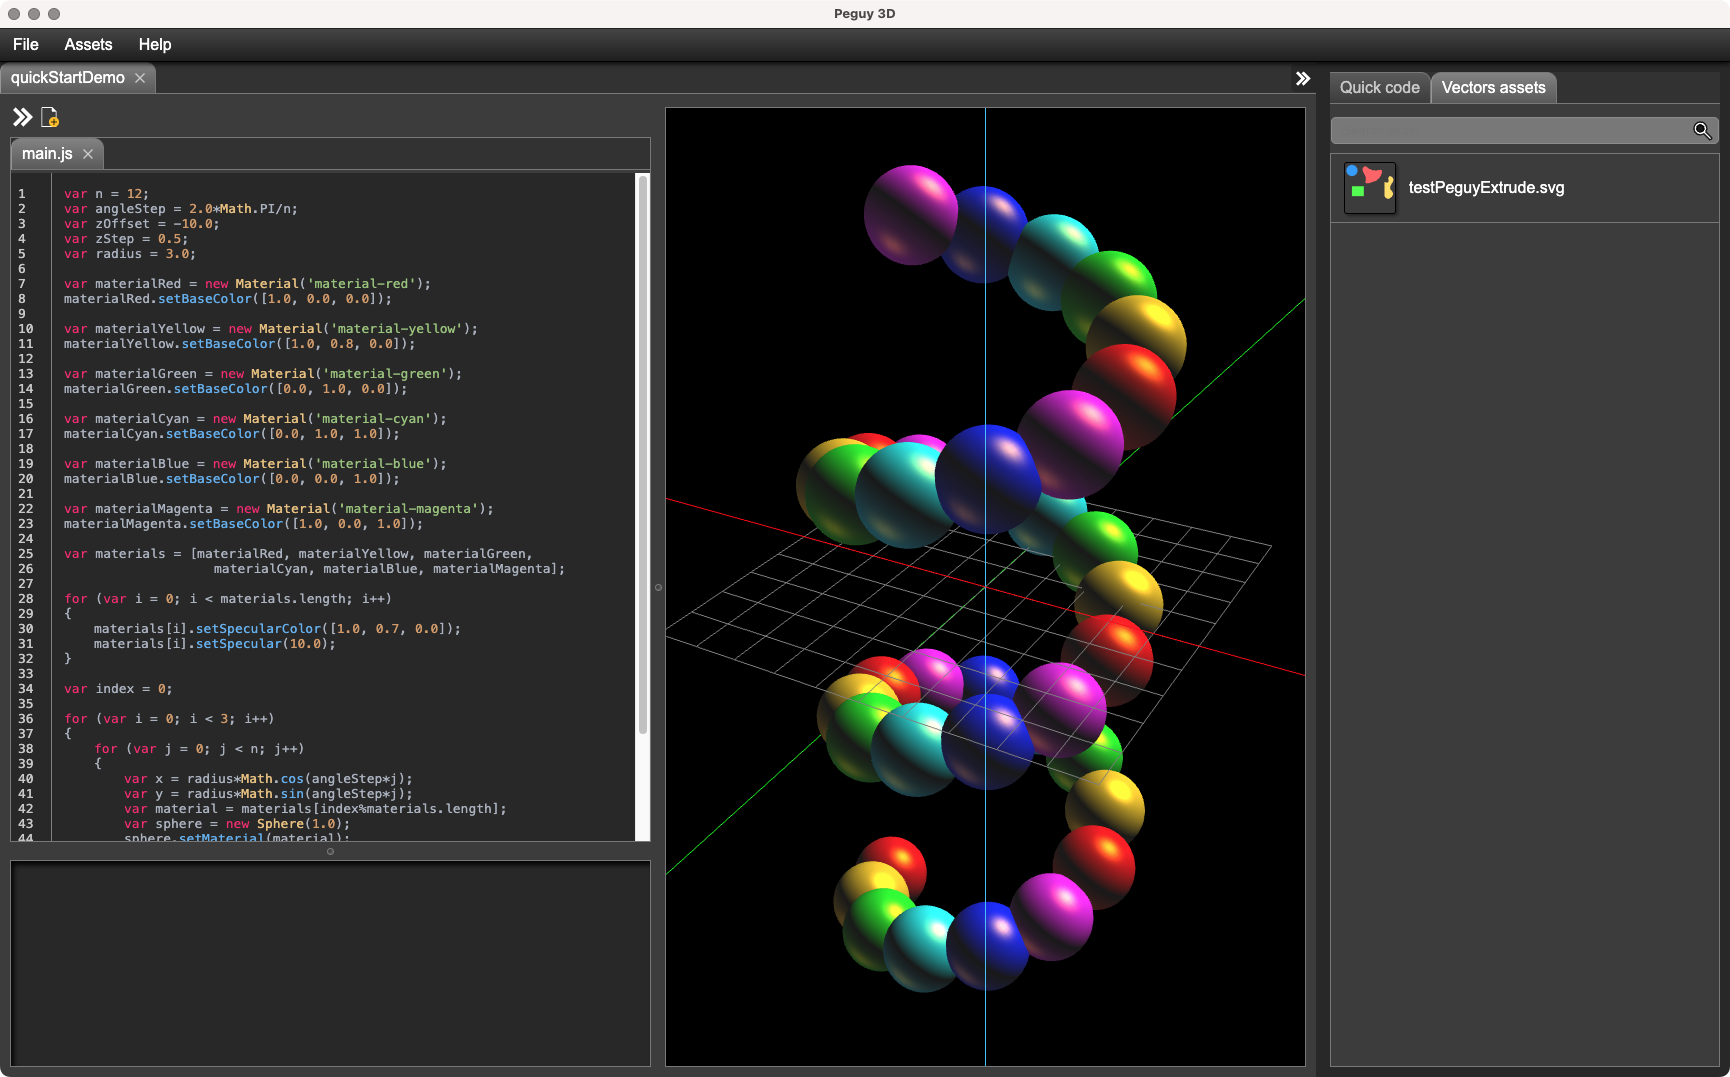 Peguy 3D
File Assets Help
quickStartDemo
main.js
1 var n = 12;
2 var angleStep = 2.0*Math.PI/n;
3 var zOffset = -10.0;
4 var zStep = 0.5;
5 var radius = 3.0;
6
7 var materialRed = new Material('material-red');
8 materialRed.setBaseColor([1.0, 0.0, 0.0]);
9
10 var materialYellow = new Material('material-yellow');
11 materialYellow.setBaseColor([1.0, 0.8, 0.0]);
12
13 var materialGreen = new Material('material-green');
14 materialGreen.setBaseColor([0.0, 1.0, 0.0]);
15
16 var materialCyan = new Material('material-cyan');
17 materialCyan.setBaseColor([0.0, 1.0, 1.0]);
18
19 var materialBlue = new Material('material-blue');
20 materialBlue.setBaseColor([0.0, 0.0, 1.0]);
21
22 var materialMagenta = new Material('material-magenta');
23 materialMagenta.setBaseColor([1.0, 0.0, 1.0]);
24
25 var materials = [materialRed, materialYellow, materialGreen,
26 materialCyan, materialBlue, materialMagenta];
27
28 for (var i = 0; i < materials.length; i++)
29 {
30 materials[i].setSpecularColor([1.0, 0.7, 0.0]);
31 materials[i].setSpecular(10.0);
32 }
33
34 var index = 0;
35
36 for (var i = 0; i < 3; i++)
37 {
38 for (var j = 0; j < n; j++)
39 {
40 var x = radius*Math.cos(angleStep*j);
41 var y = radius*Math.sin(angleStep*j);
42 var material = materials[index%materials.length];
43 var sphere = new Sphere(1.0);
44 sphere.setMaterial(material);
Quick code
Vectors assets
testPeguyExtrude.svg